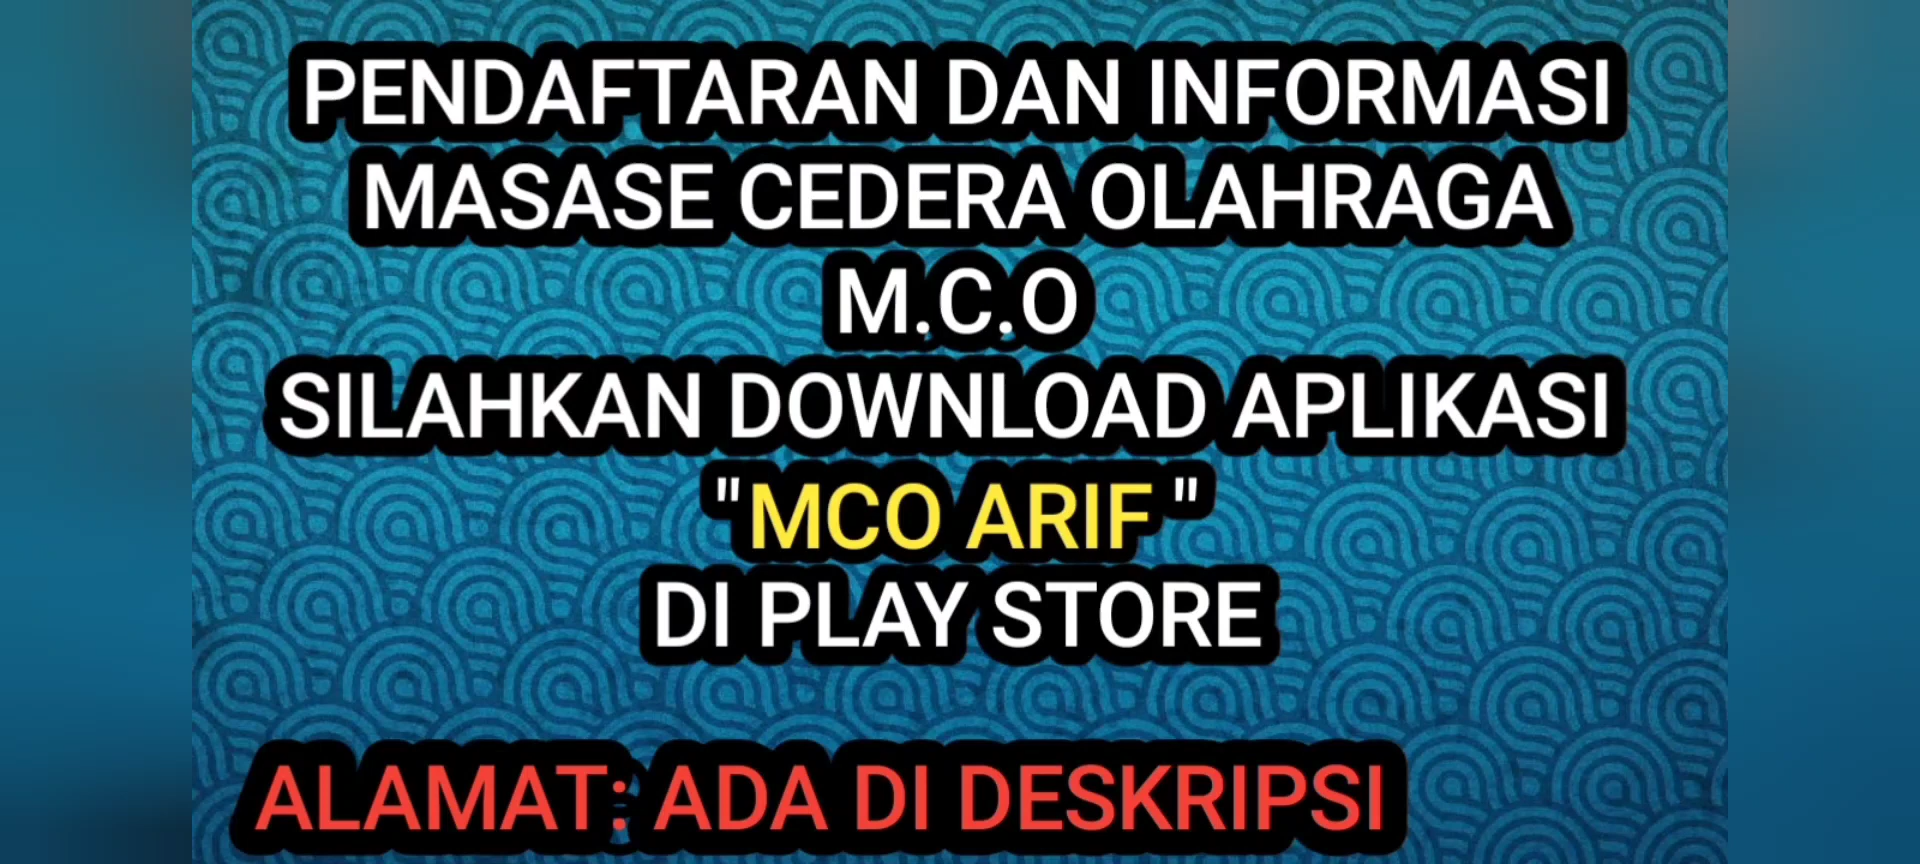 PENDAFTARAN DAN INFORMASI
MASASE CEDERA OLAHRAGA
M.C.O
SILAHKAN DOWNLOAD APLIKASI
"MCO ARIF"
DI PLAY STORE
ALAMAT: ADA DI DESKRIPSI